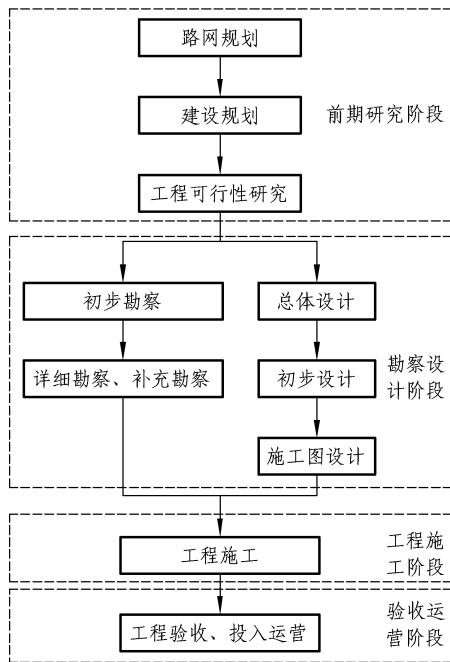 路网规划
建设规划
前期研究阶段
工程可行性研究
初步勘察
总体设计
详细勘察、补充勘察
初步设计
勘察设
计阶段
施工图设计
工程施工
工程施
工阶段
工程验收、投入运营
验收运
营阶段